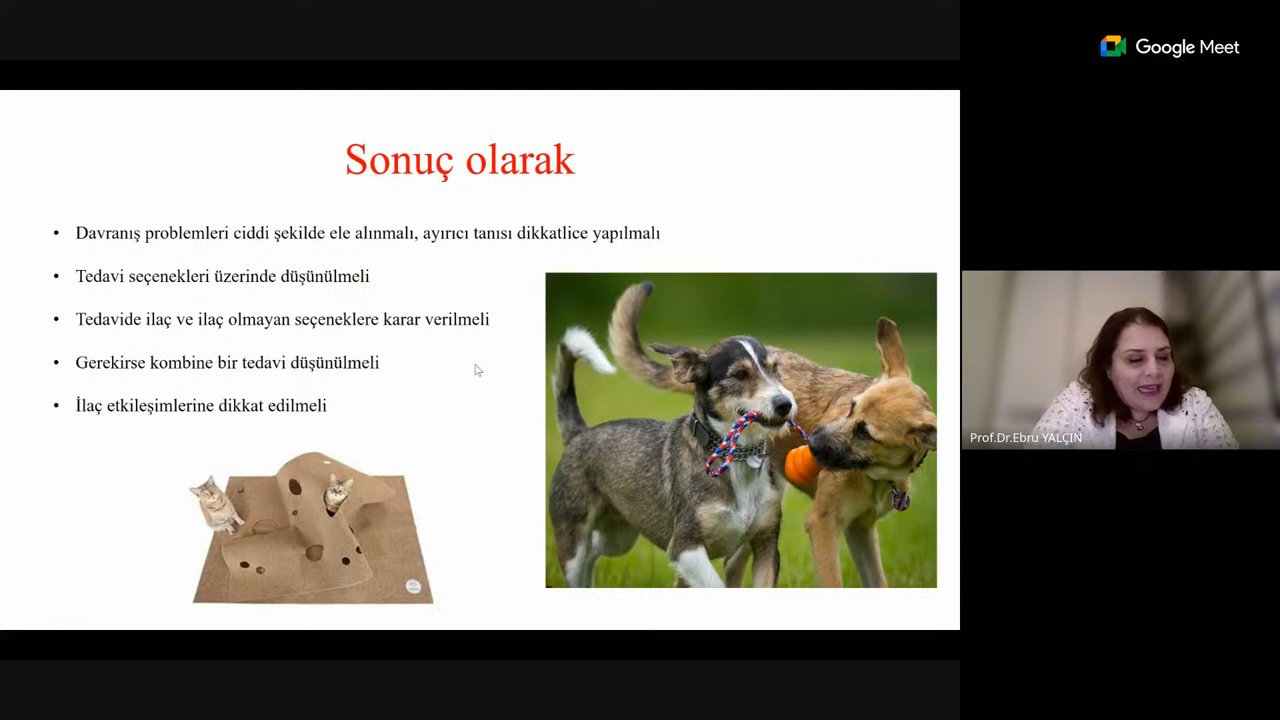 Google Meet
Sonuç olarak
• Davranış problemleri ciddi şekilde ele alınmalı, ayırıcı tanısı dikkatlice yapılmalı
• Tedavi seçenekleri üzerinde düşünülmeli
• Tedavide ilaç ve ilaç olmayan seçeneklere karar verilmeli
• Gerekirse kombine bir tedavi düşünülmeli
• İlaç etkileşimlerine dikkat edilmeli
Prof.Dr.Ebru YALÇIN